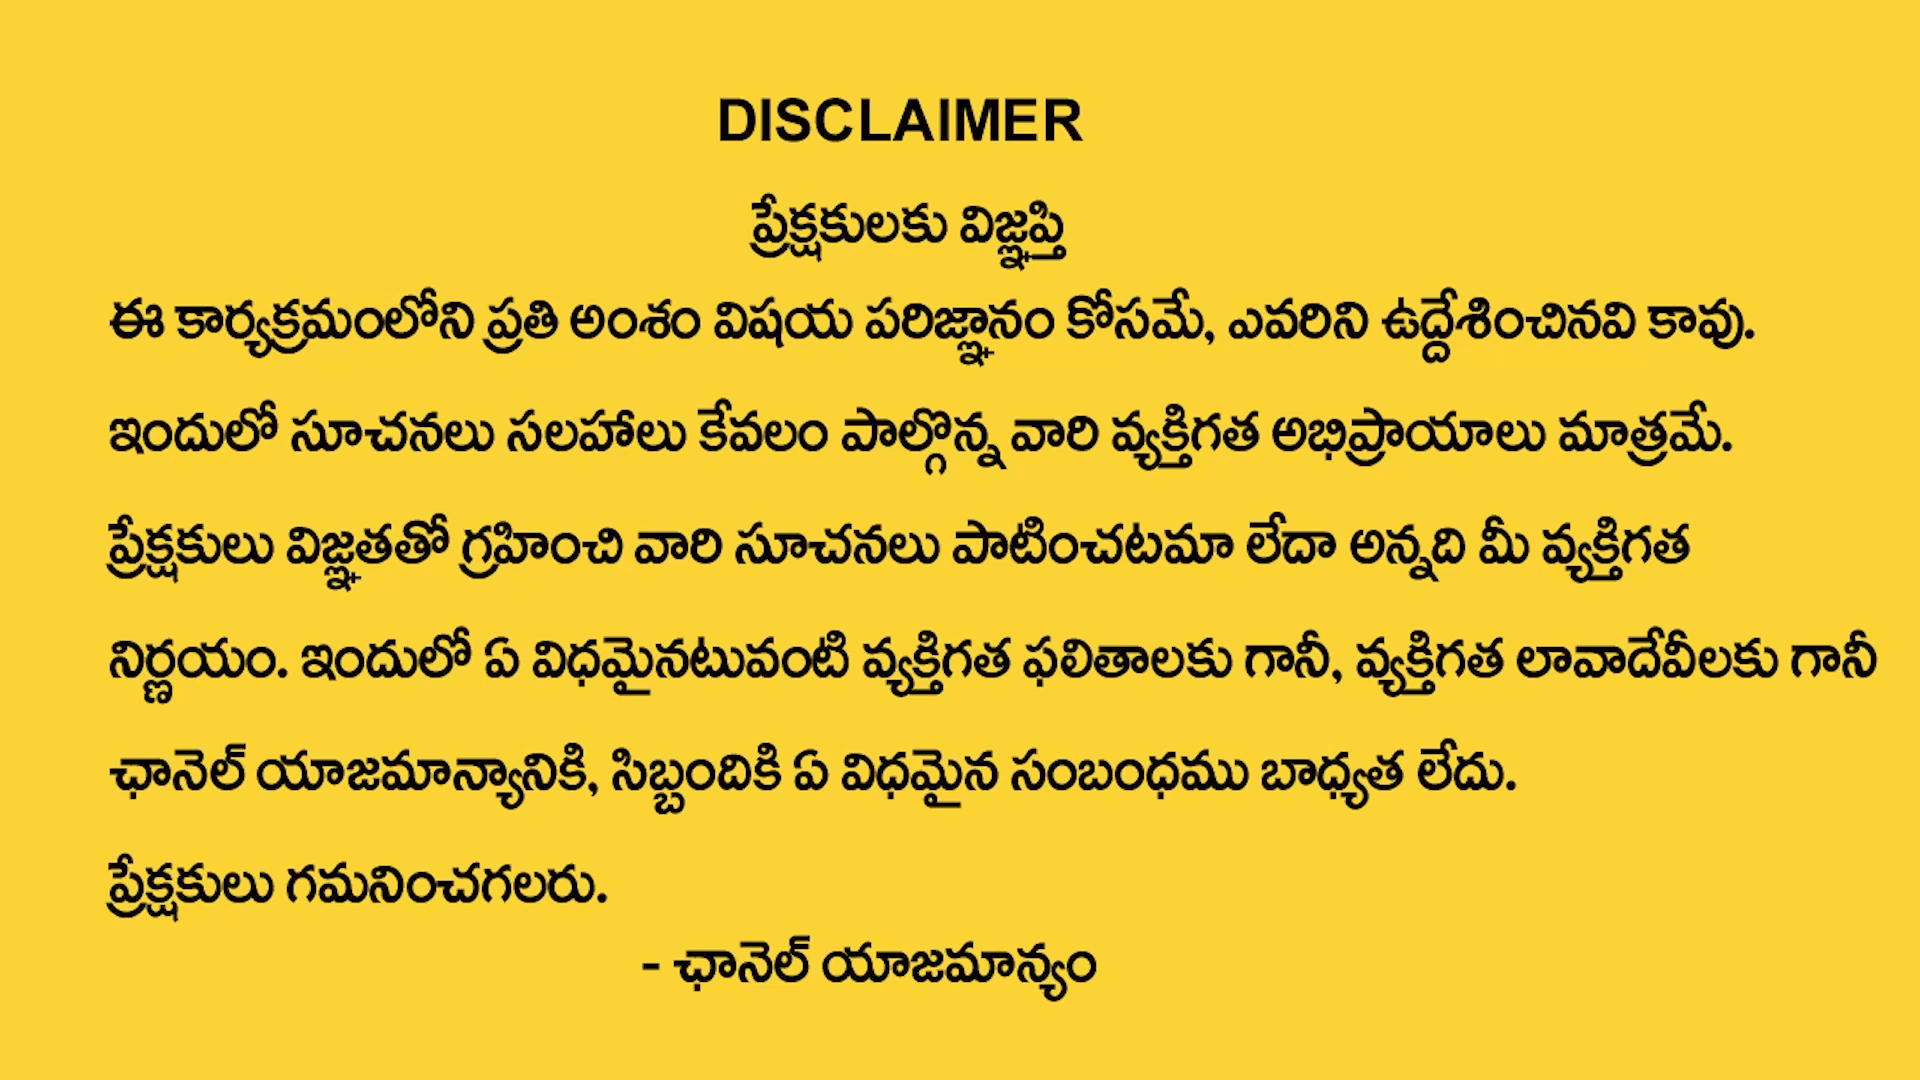 DISCLAIMER
ప్రేక్షకులకు విజ్ఞప్తి
ఈ కార్యక్రమంలోని ప్రతి అంశం విషయ పరిజ్ఞానం కోసమే, ఎవరిని ఉద్దేశించినవి కావు.
ఇందులో సూచనలు సలహాలు కేవలం పాల్గొన్న వారి వ్యక్తిగత అభిప్రాయాలు మాత్రమే.
ప్రేక్షకులు విజ్ఞతతో గ్రహించి వారి సూచనలు పాటించటమా లేదా అన్నది మీ వ్యక్తిగత
నిర్ణయం. ఇందులో ఏ విధమైనటువంటి వ్యక్తిగత ఫలితాలకు గానీ, వ్యక్తిగత లావాదేవీలకు గానీ
ఛానెల్ యాజమాన్యానికి, సిబ్బందికి ఏ విధమైన సంబంధము బాధ్యత లేదు.
ప్రేక్షకులు గమనించగలరు.
- ఛానెల్ యాజమాన్యం